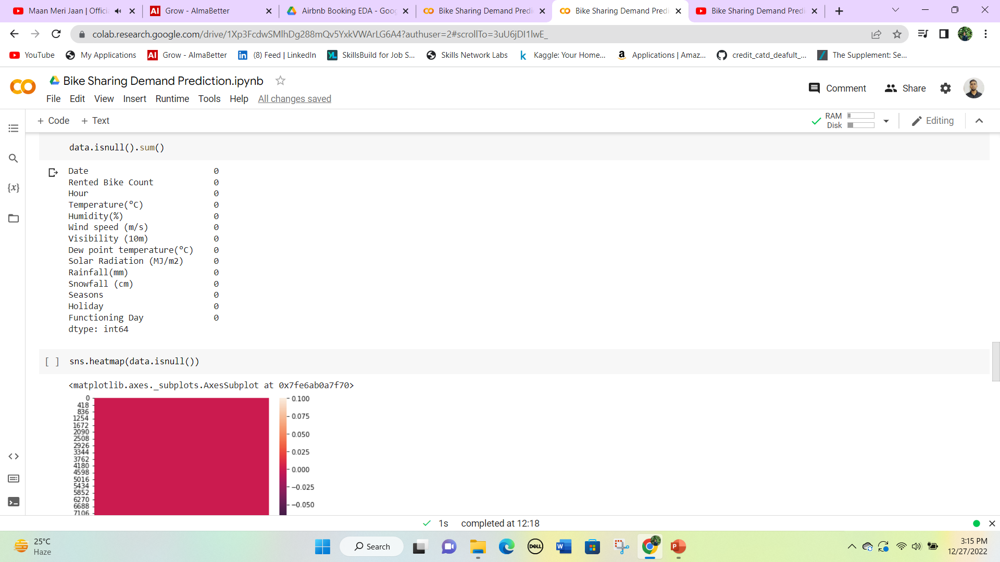 Maan Meri Jaan | Offici
Grow - AlmaBetter
Airbnb Booking EDA - Goo
Bike Sharing Demand Predi
Bike Sharing Demand Predi
Bike Sharing Demand Predi
colab.research.google.com/drive/1Xp3FcdwSMlhDg288mQv5YxkVWArLG6A4?authuser=2#scrollTo=3uU6jDI1lwE_
YouTube
My Applications
AI Grow - AlmaBetter
(8) Feed | LinkedIn
SkillsBuild for Job S...
Skills Network Labs
Kaggle: Your Home...
Applications | Amaz...
credit_catd_deafult_...
The Supplement: Se...
Bike Sharing Demand Prediction.ipynb
Comment
Share
File Edit View Insert Runtime Tools Help All changes saved
+ Code + Text
RAM
Disk
Editing
data.isnull().sum()
Date 0
Rented Bike Count 0
Hour 0
Temperature(°C) 0
Humidity(%) 0
Wind speed (m/s) 0
Visibility (10m) 0
Dew point temperature(°C) 0
Solar Radiation (MJ/m2) 0
Rainfall(mm) 0
Snowfall (cm) 0
Seasons 0
Holiday 0
Functioning Day 0
dtype: int64
[ ] sns.heatmap(data.isnull())
<matplotlib.axes._subplots.AxesSubplot at 0x7fe6ab0a7f70>
0
418
836
1254
1672
2090
2508
2926
3344
3762
4180
4598
5016
5434
5852
6270
6688
7106
0.100
0.075
0.050
0.025
0.000
−0.025
−0.050
1s completed at 12:18
25°C
Haze
Search
3:15 PM
12/27/2022